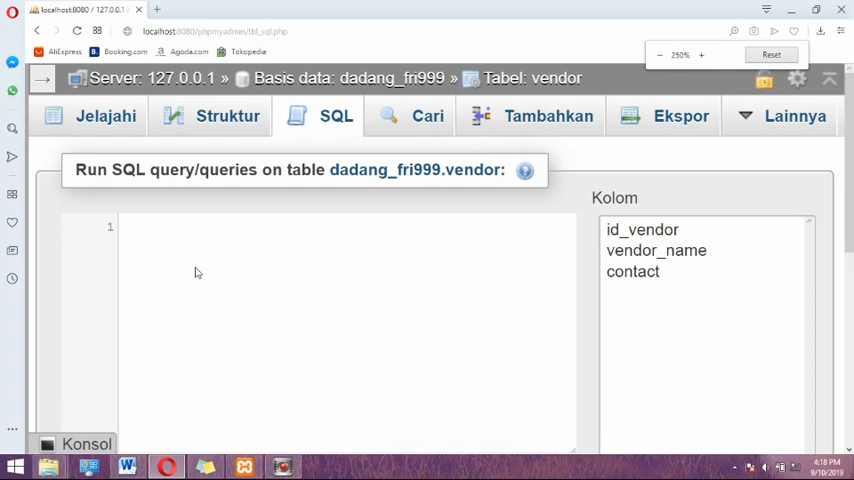 localhost:8080 / 127.0.0.1
localhost:8080/phpmyadmin/tbl_sql.php
AliExpress
Booking.com
Agoda.com
Tokopedia
250%
Reset
Server: 127.0.0.1 » Basis data: dadang_fri999 » Tabel: vendor
Jelajahi
Struktur
SQL
Cari
Tambahkan
Ekspor
Lainnya
Run SQL query/queries on table dadang_fri999.vendor:
Kolom
1
id_vendor
vendor_name
contact
Konsol
4:18 PM
9/10/2019